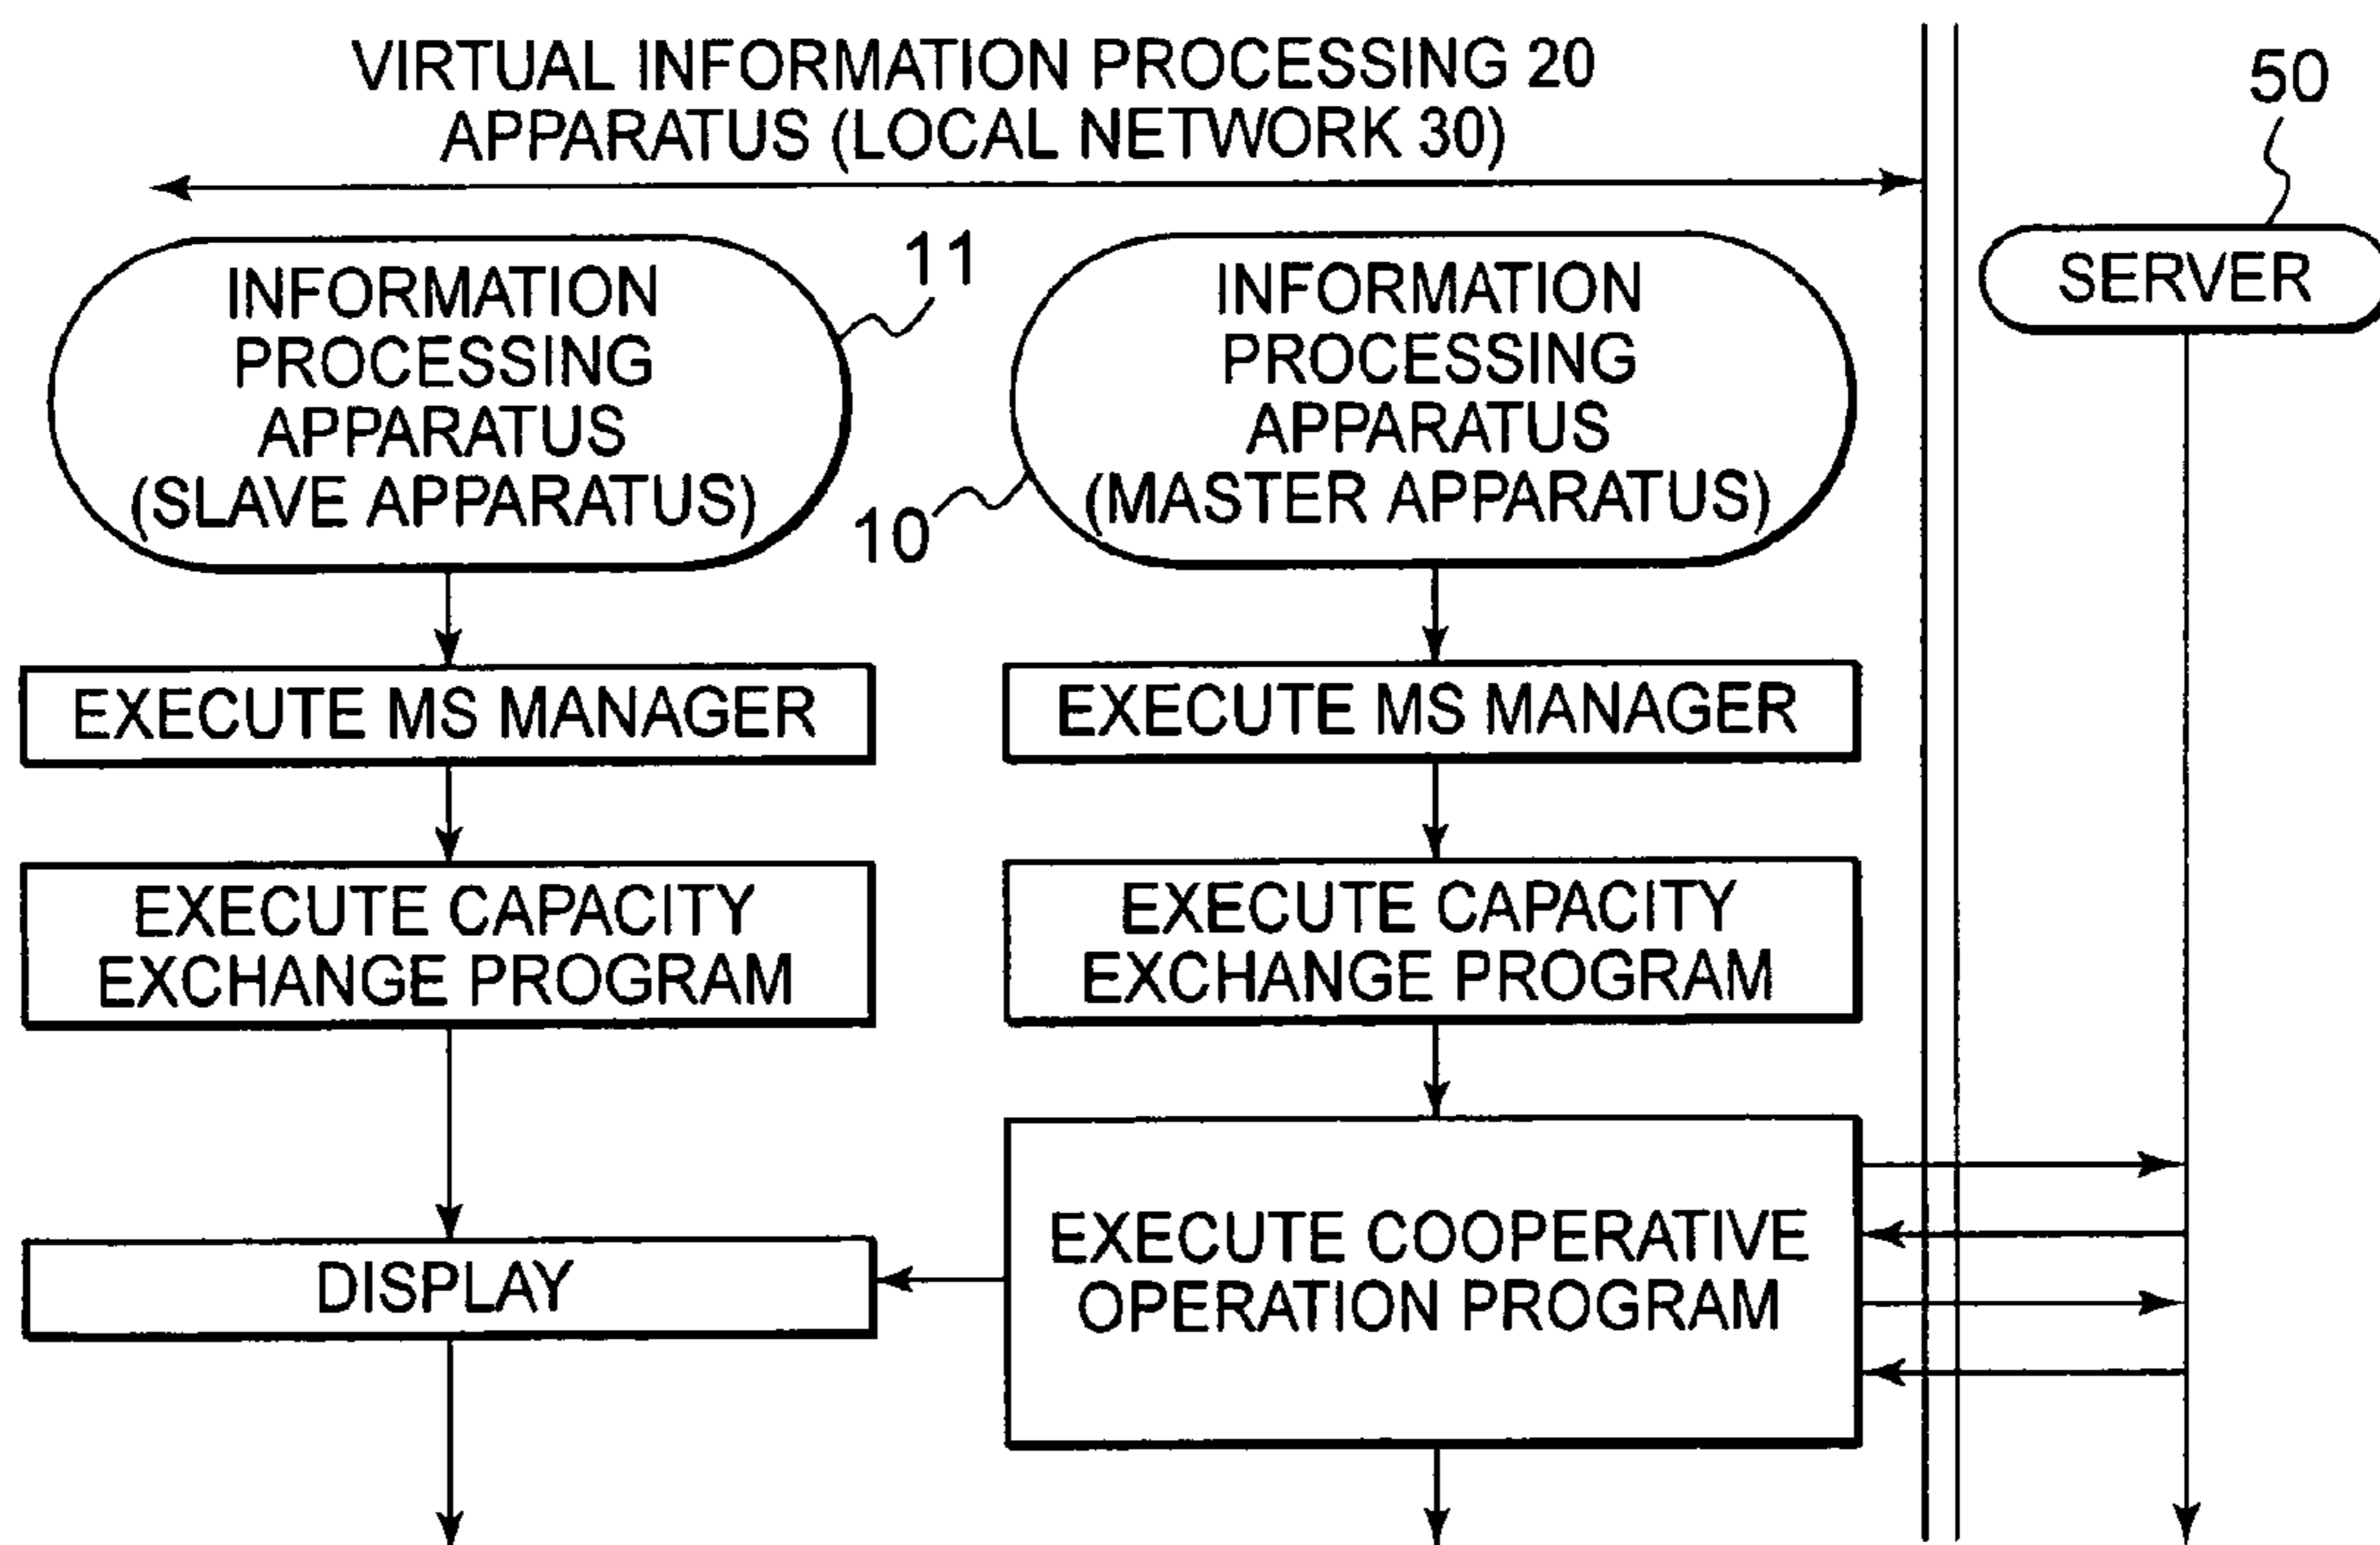 VIRTUAL INFORMATION PROCESSING 20
APPARATUS (LOCAL NETWORK 30)
50
11
INFORMATION
PROCESSING
APPARATUS
(SLAVE APPARATUS)
10
INFORMATION
PROCESSING
APPARATUS
(MASTER APPARATUS)
SERVER
EXECUTE MS MANAGER
EXECUTE MS MANAGER
EXECUTE CAPACITY
EXCHANGE PROGRAM
EXECUTE CAPACITY
EXCHANGE PROGRAM
DISPLAY
EXECUTE COOPERATIVE
OPERATION PROGRAM